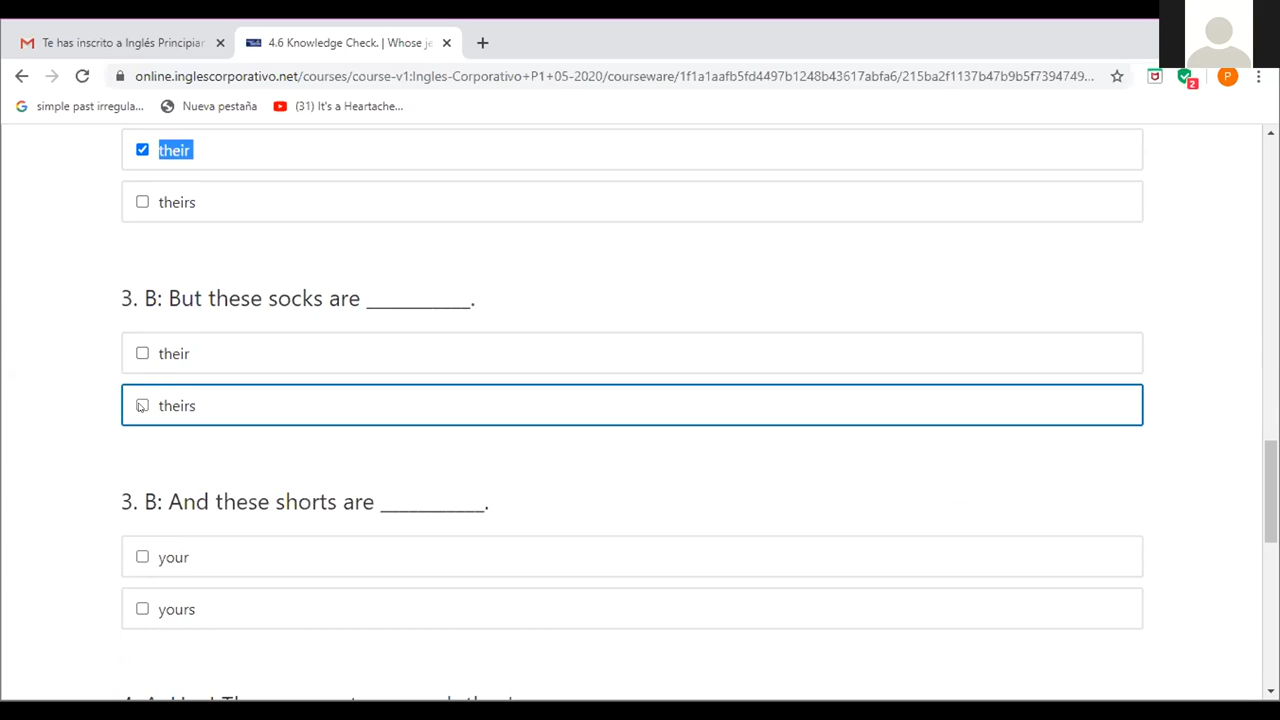 Te has inscrito a Inglés Principiar
4.6 Knowledge Check. | Whose je
online.inglescorporativo.net/courses/course-v1:Ingles-Corporativo+P1+05-2020/courseware/1f1a1aafb5fd4497b1248b43617abfa6/215ba2f1137b47b9b5f7394749...
P
2
simple past irregula...
Nueva pestaña
(31) It's a Heartache...
their
theirs
3. B: But these socks are __________.
their
theirs
3. B: And these shorts are __________.
your
yours